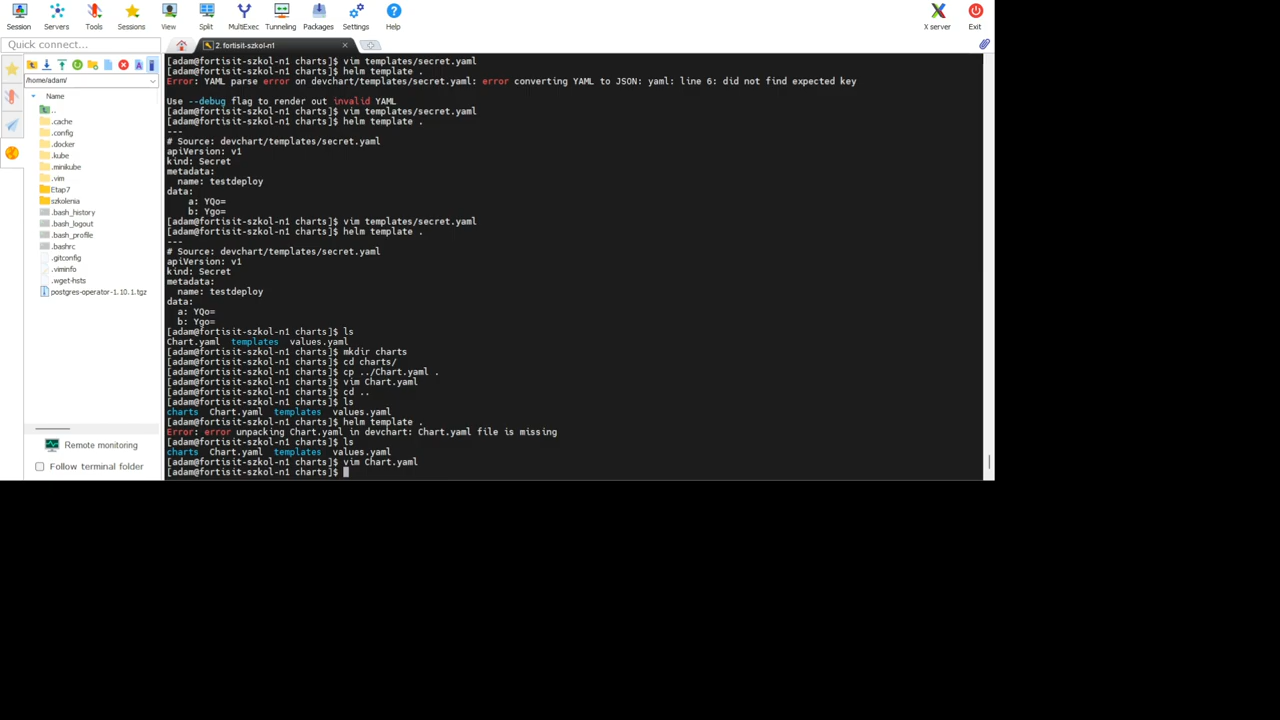 Session Servers Tools Sessions View Split MultiExec Tunneling Packages Settings Help X server Exit
Quick connect...
2. fortisit-szkol-n1
/home/adam/
Name
..
.cache
.config
.docker
.kube
.minikube
.vim
Etap7
szkolenia
.bash_history
.bash_logout
.bash_profile
.bashrc
.gitconfig
.viminfo
.wget-hsts
postgres-operator-1.10.1.tgz
Remote monitoring
Follow terminal folder
[adam@fortisit-szkol-n1 charts]$ vim templates/secret.yaml
[adam@fortisit-szkol-n1 charts]$ helm template .
Error: YAML parse error on devchart/templates/secret.yaml: error converting YAML to JSON: yaml: line 6: did not find expected key
Use --debug flag to render out invalid YAML
[adam@fortisit-szkol-n1 charts]$ vim templates/secret.yaml
[adam@fortisit-szkol-n1 charts]$ helm template .
---
# Source: devchart/templates/secret.yaml
apiVersion: v1
kind: Secret
metadata:
  name: testdeploy
data:
    a: YQo=
    b: Ygo=
[adam@fortisit-szkol-n1 charts]$ vim templates/secret.yaml
[adam@fortisit-szkol-n1 charts]$ helm template .
---
# Source: devchart/templates/secret.yaml
apiVersion: v1
kind: Secret
metadata:
  name: testdeploy
data:
  a: YQo=
  b: Ygo=
[adam@fortisit-szkol-n1 charts]$ ls
Chart.yaml  templates  values.yaml
[adam@fortisit-szkol-n1 charts]$ mkdir charts
[adam@fortisit-szkol-n1 charts]$ cd charts/
[adam@fortisit-szkol-n1 charts]$ cp ../Chart.yaml .
[adam@fortisit-szkol-n1 charts]$ vim Chart.yaml
[adam@fortisit-szkol-n1 charts]$ cd ..
[adam@fortisit-szkol-n1 charts]$ ls
charts  Chart.yaml  templates  values.yaml
[adam@fortisit-szkol-n1 charts]$ helm template .
Error: error unpacking Chart.yaml in devchart: Chart.yaml file is missing
[adam@fortisit-szkol-n1 charts]$ ls
charts  Chart.yaml  templates  values.yaml
[adam@fortisit-szkol-n1 charts]$ vim Chart.yaml
[adam@fortisit-szkol-n1 charts]$